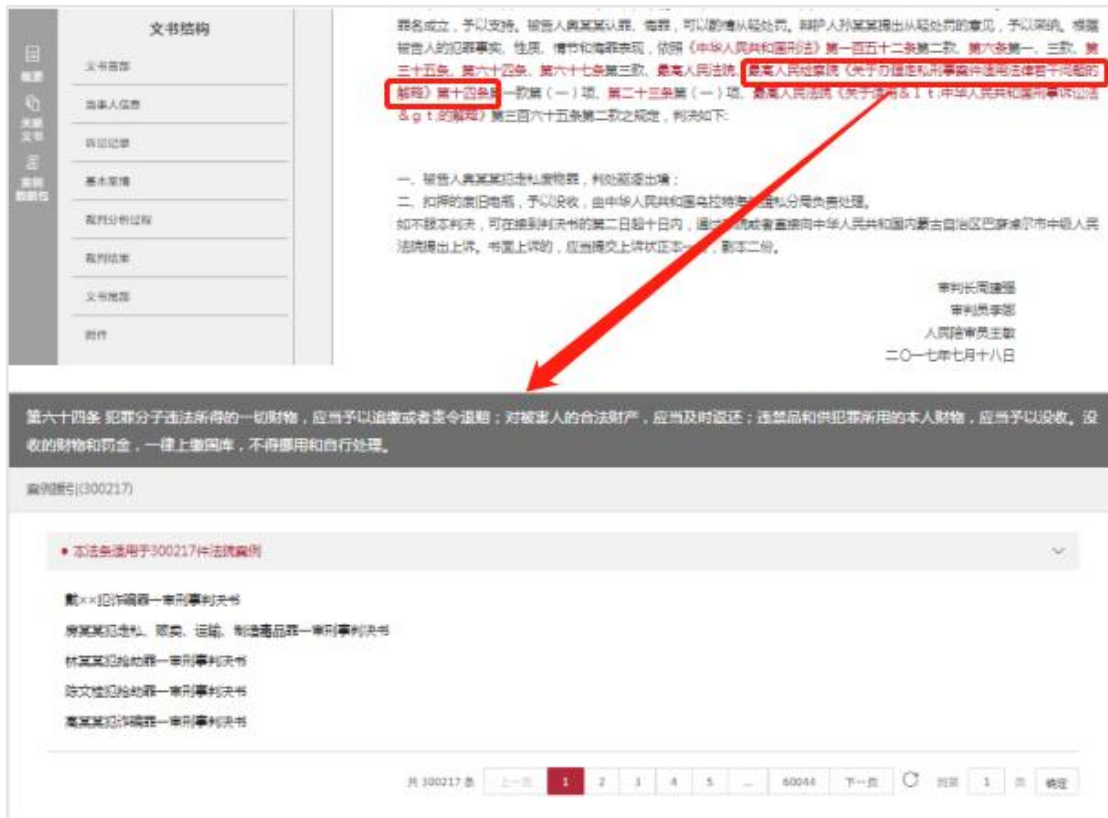 文书结构
概要
关联
文书
文书首部
当事人信息
诉讼记录
基本案情
裁判分析过程
裁判结果
文书尾部
附件
罪名成立，予以支持。被告人奥某某认罪、悔罪，可以酌情从轻处罚。辩护人孙某某提出从轻处罚的意见，予以采纳。根据
被告人的犯罪事实、性质、情节和悔罪表现，依照《中华人民共和国刑法》第一百五十二条第二款、第六条第一、三款、第
三十五条、第六十四条、第六十七条第三款、最高人民法院、最高人民检察院《关于办理走私刑事案件适用法律若干问题的
解释》第十四条第一款第（一）项、第二十三条第（一）项、最高人民法院《关于适用&lt;中华人民共和国刑事诉讼法
&gt;的解释》第三百六十五条第二款之规定，判决如下:
一、被告人奥某某犯走私废物罪，判处驱逐出境；
二、扣押的废旧电瓶，予以没收，由中华人民共和国乌拉特海关缉私分局负责处理。
如不服本判决，可在接到判决书的第二日起十日内，通过本院或者直接向中华人民共和国内蒙古自治区巴彦淖尔市中级人民
法院提出上诉。书面上诉的，应当提交上诉状正本一份，副本二份。
审判长周建强
审判员李娜
人民陪审员王敏
二〇一七年七月十八日
第六十四条 犯罪分子违法所得的一切财物，应当予以追缴或者责令退赔；对被害人的合法财产，应当及时返还；违禁品和供犯罪所用的本人财物，应当予以没收。没
收的财物和罚金，一律上缴国库，不得挪用和自行处理。
案例援引(300217)
本法条适用于300217件法院案例
戴××犯诈骗罪一审刑事判决书
房某某犯走私、贩卖、运输、制造毒品罪一审刑事判决书
林某某犯抢劫罪一审刑事判决书
陈文桂犯抢劫罪一审刑事判决书
高某某犯诈骗罪一审刑事判决书
共 300217 条 上一页 1 2 3 4 5 ... 60044 下一页 到第 1 页 确定